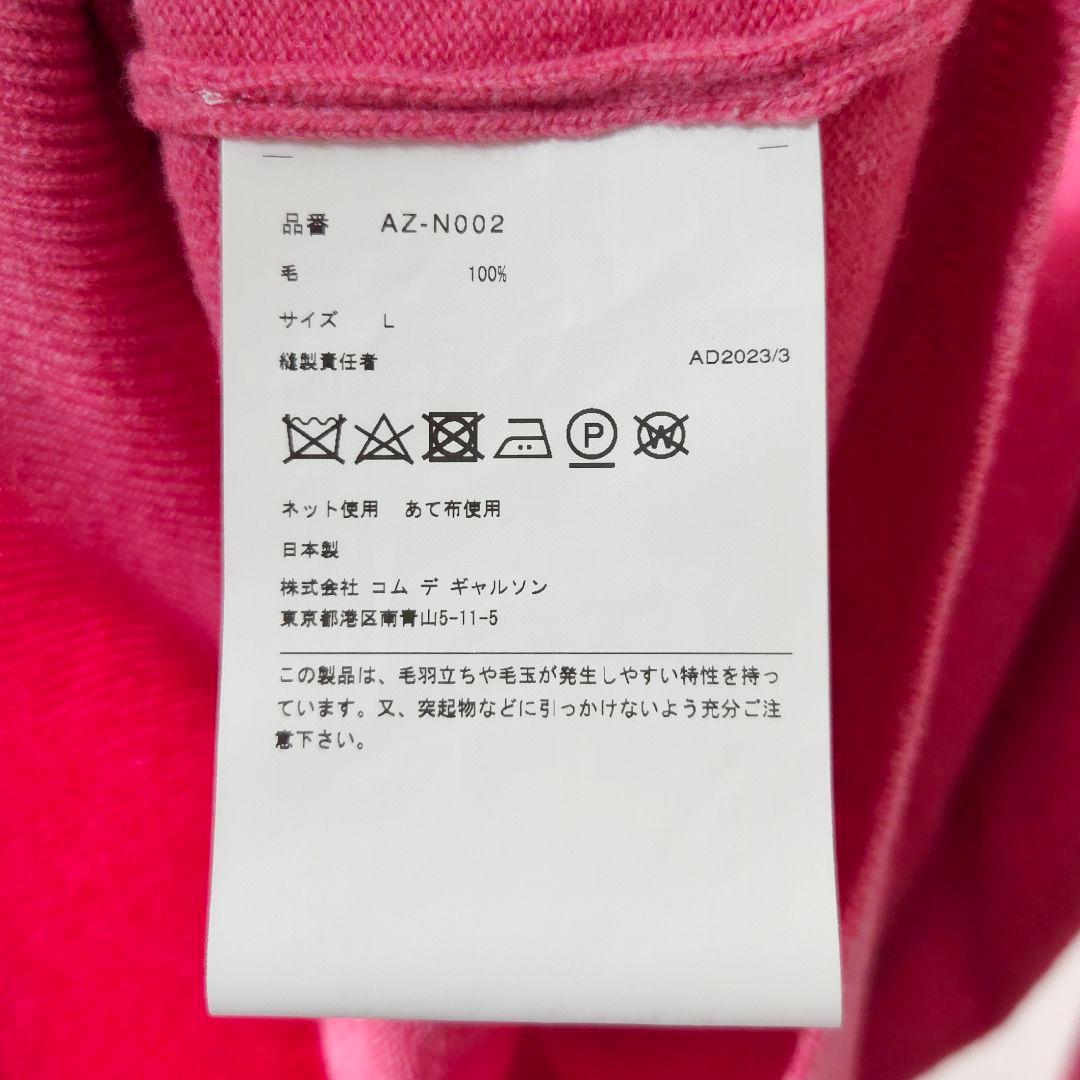 品番 AZ-N002
毛 100%
サイズ L
縫製責任者 AD2023/3
P W
ネット使用 あて布使用
日本製
株式会社 コム デ ギャルソン
東京都港区南青山5-11-5
この製品は、毛羽立ちや毛玉が発生しやすい特性を持っ
ています。又、突起物などに引っかけないよう充分ご注
意下さい。